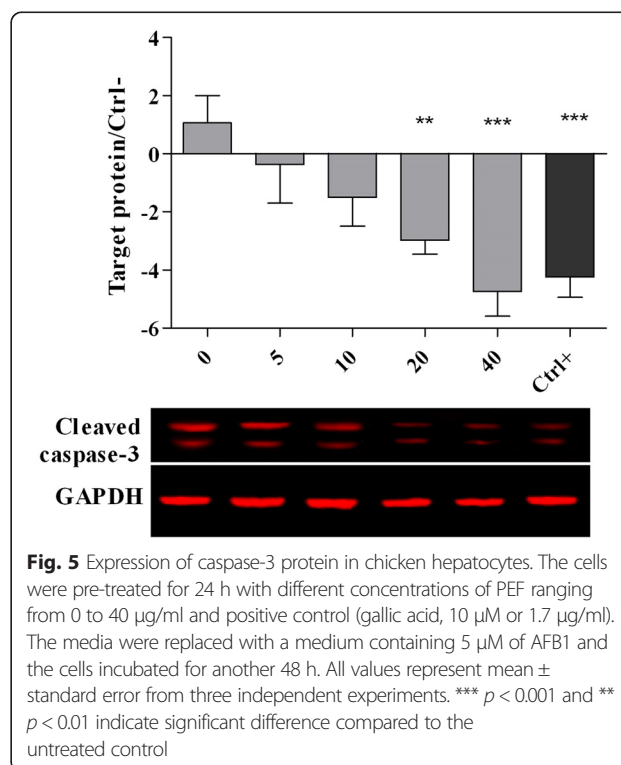 4
2
0
-2
-4
-6
Target protein/Ctrl-
** *** ***
0 5 10 20 40 Ctrl+
Cleaved
caspase-3
GAPDH
Fig. 5 Expression of caspase-3 protein in chicken hepatocytes. The cells
were pre-treated for 24 h with different concentrations of PEF ranging
from 0 to 40 μg/ml and positive control (gallic acid, 10 μM or 1.7 μg/ml).
The media were replaced with a medium containing 5 μM of AFB1 and
the cells incubated for another 48 h. All values represent mean ±
standard error from three independent experiments. *** p < 0.001 and **
p < 0.01 indicate significant difference compared to the
untreated control